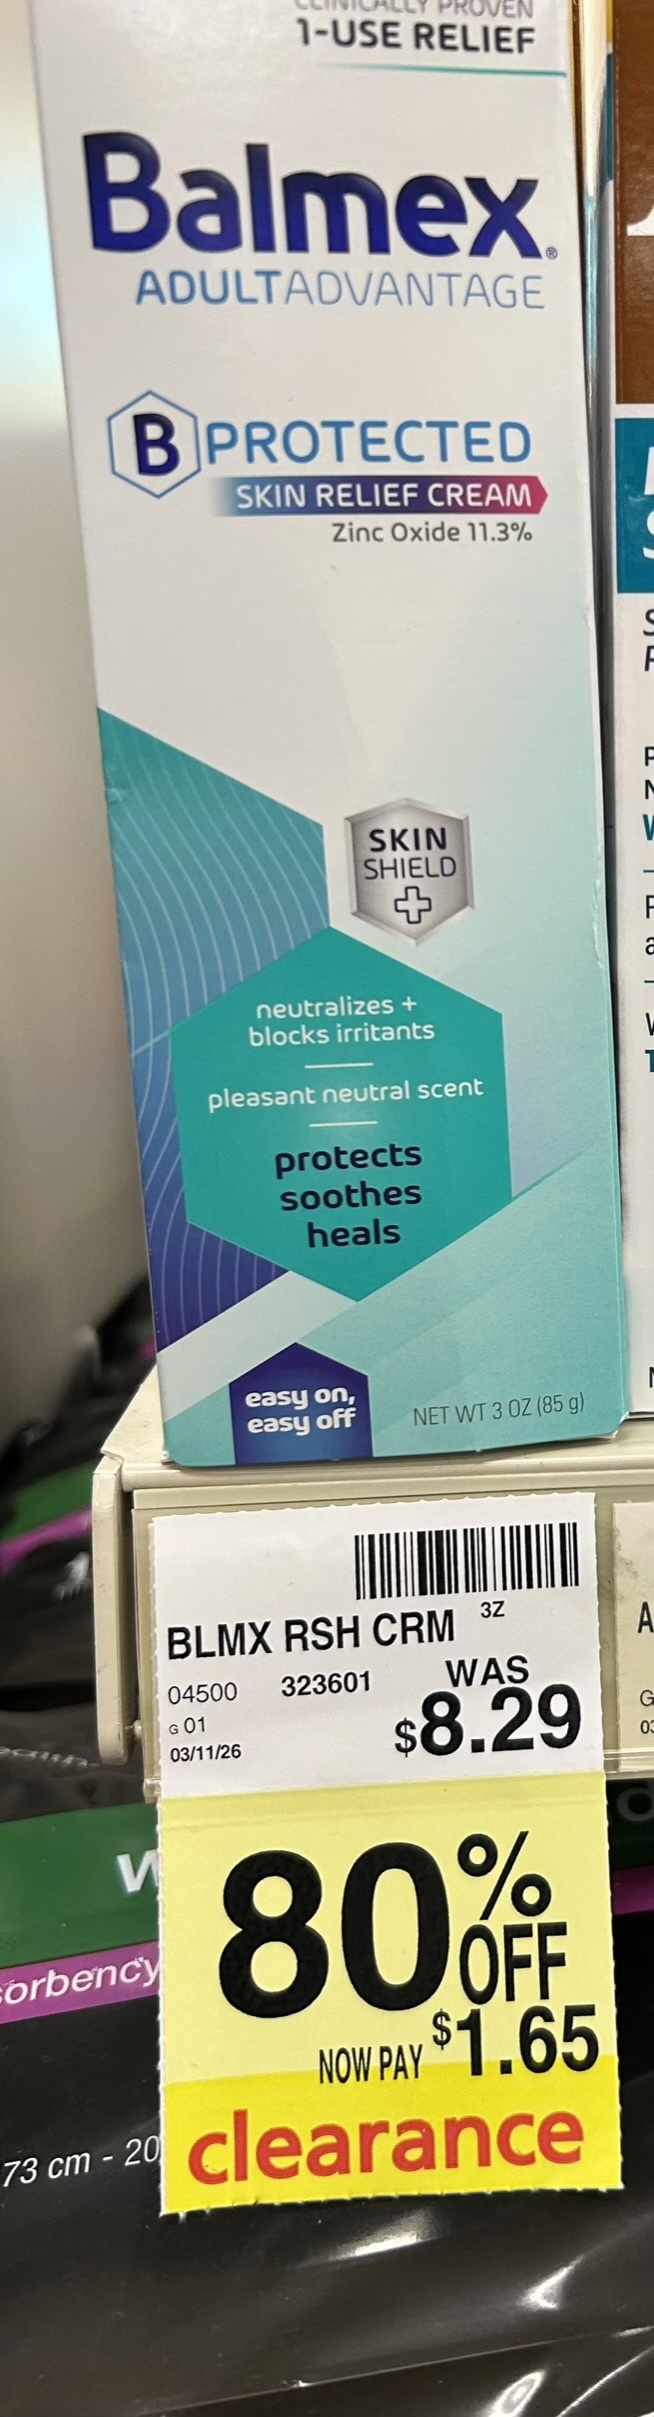 CLINICALLY PROVEN
1-USE RELIEF
Balmex®
ADULTADVANTAGE
B PROTECTED
SKIN RELIEF CREAM
Zinc Oxide 11.3%
SKIN
SHIELD
neutralizes +
blocks irritants
pleasant neutral scent
protects
soothes
heals
easy on,
easy off
NET WT 3 OZ (85 g)
BLMX RSH CRM 3Z
04500 323601 WAS
G 01 $8.29
03/11/26
80% OFF
NOW PAY $1.65
clearance
sorbency
73 cm - 20